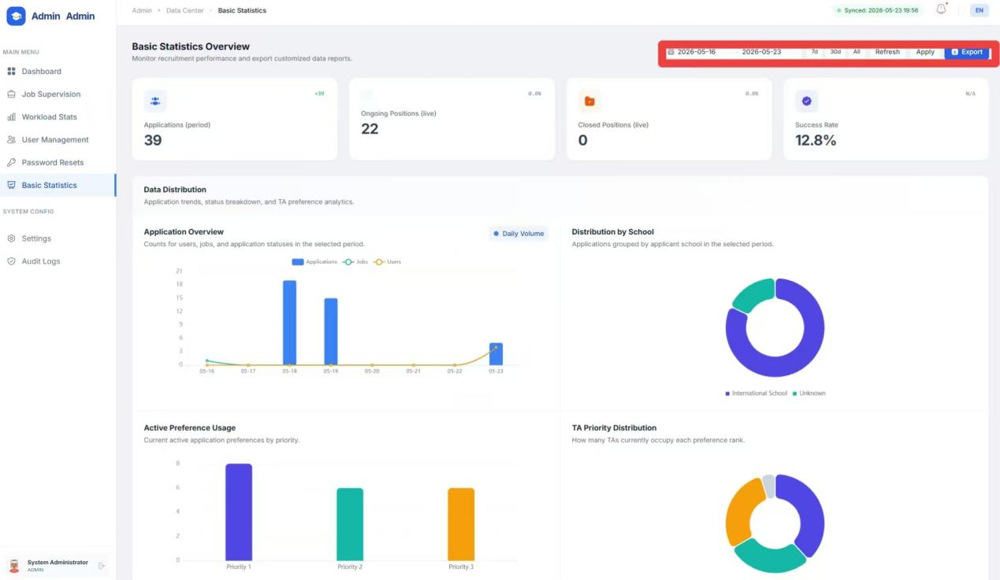 Admin Admin
Admin > Data Center > Basic Statistics
Synced: 2026-05-23 19:56
EN
MAIN MENU
Dashboard
Job Supervision
Workload Stats
User Management
Password Resets
Basic Statistics
SYSTEM CONFIG
Settings
Audit Logs
System Administrator
ADMIN
Basic Statistics Overview
Monitor recruitment performance and export customized data reports.
2026-05-16 - 2026-05-23 7d 30d All Refresh Apply Export
+39
Applications (period)
39
0.0%
Ongoing Positions (live)
22
0.0%
Closed Positions (live)
0
N/A
Success Rate
12.8%
Data Distribution
Application trends, status breakdown, and TA preference analytics.
Application Overview
Counts for users, jobs, and application statuses in the selected period.
Daily Volume
Applications Jobs Users
21
18
15
12
9
6
3
0
05-16 05-17 05-18 05-19 05-20 05-21 05-22 05-23
Distribution by School
Applications grouped by applicant school in the selected period.
International School Unknown
Active Preference Usage
Current active application preferences by priority.
8
6
4
2
0
Priority 1 Priority 2 Priority 3
TA Priority Distribution
How many TAs currently occupy each preference rank.